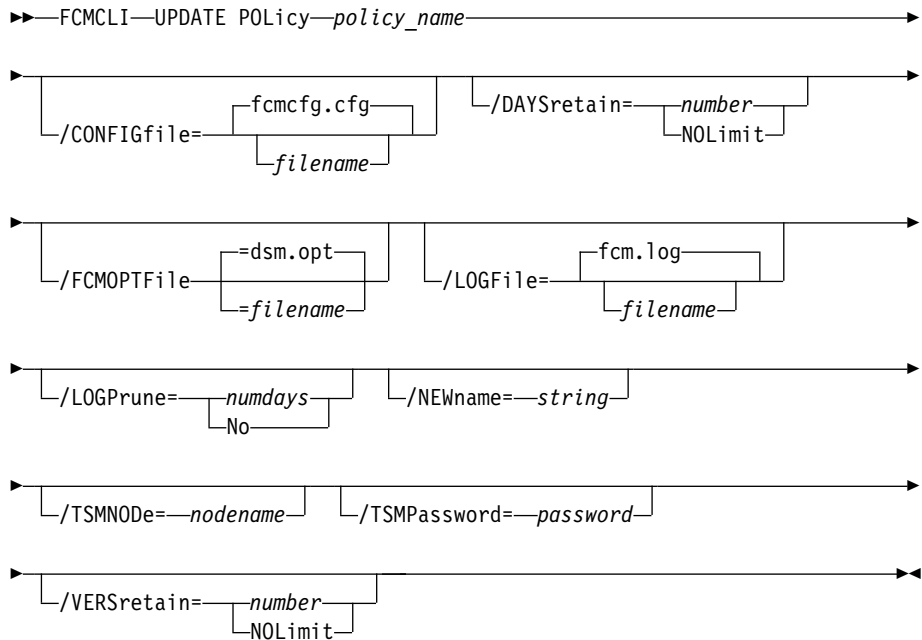 FCMCLI UPDATE POLicy policy_name
/CONFIGfile= fcmcfg.cfg filename /DAYSretain= number NOLimit
/FCMOPTFile =dsm.opt =filename /LOGFile= fcm.log filename
/LOGPrune= numdays No /NEWname= string
/TSMNODe= nodename /TSMPassword= password
/VERSretain= number NOLimit